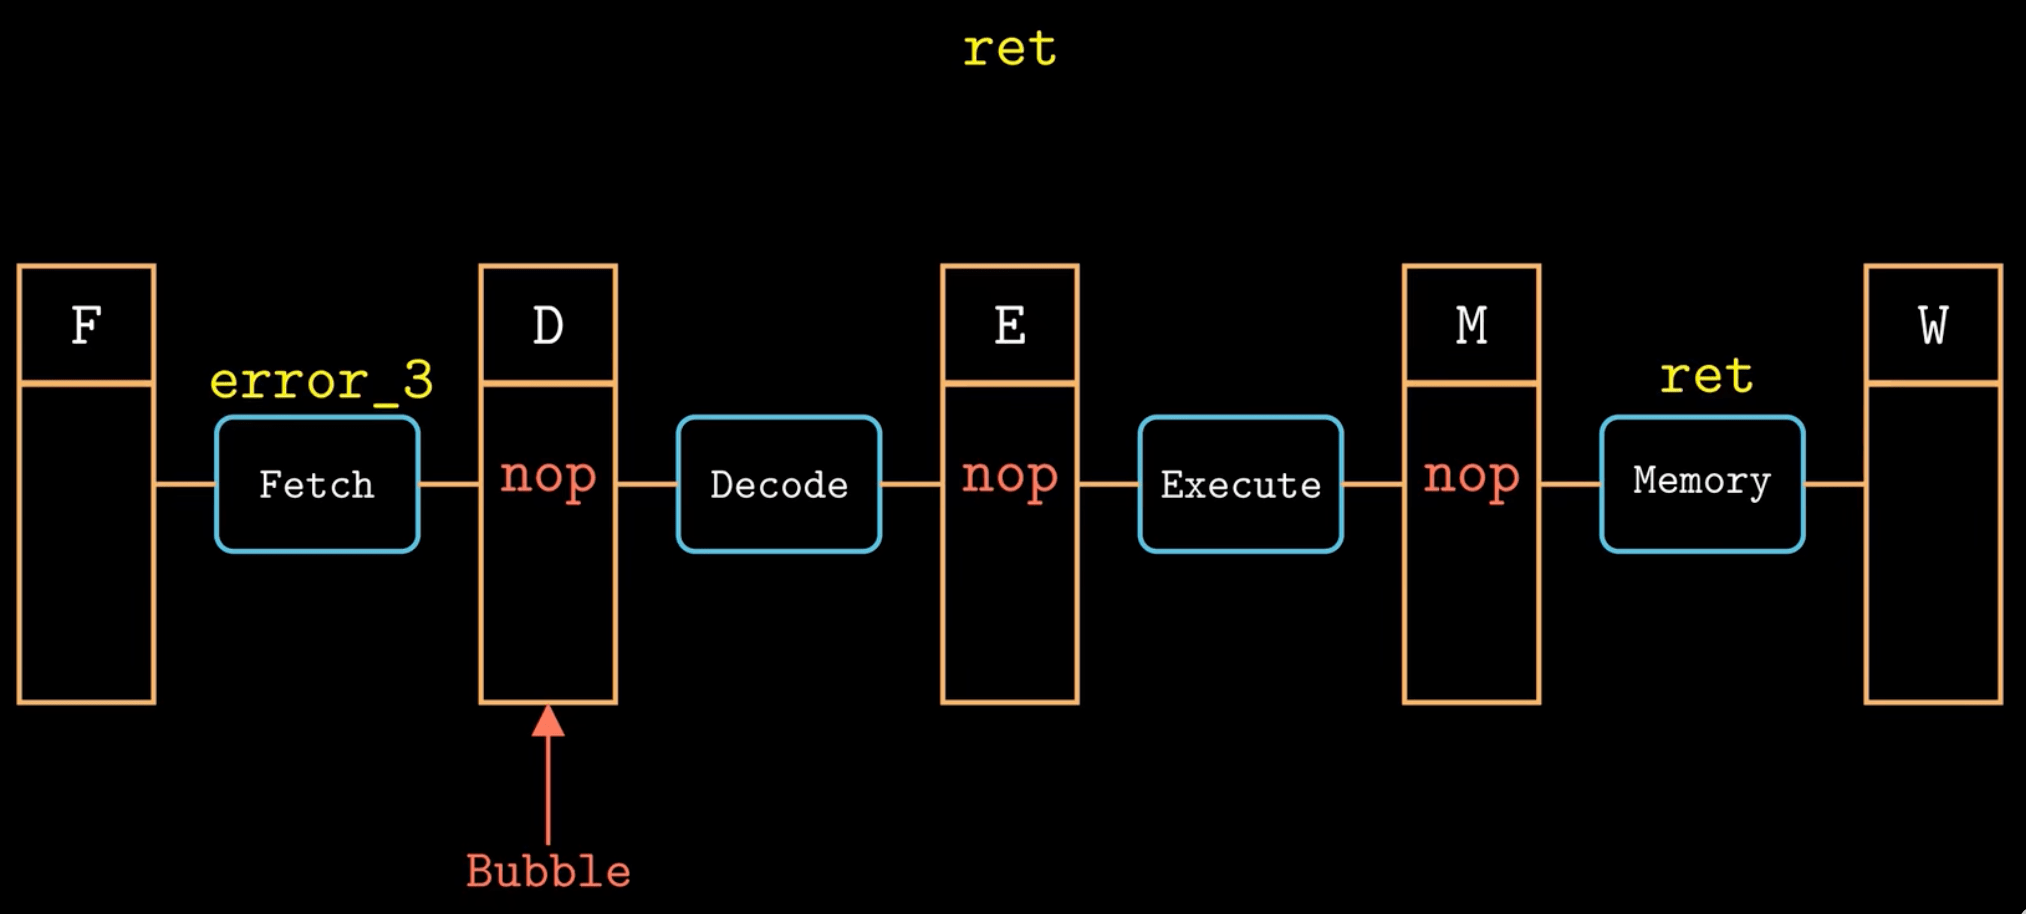 ret
F
D
E
M
W
error_3
ret
nop
nop
nop
Fetch
Decode
Execute
Memory
Bubble